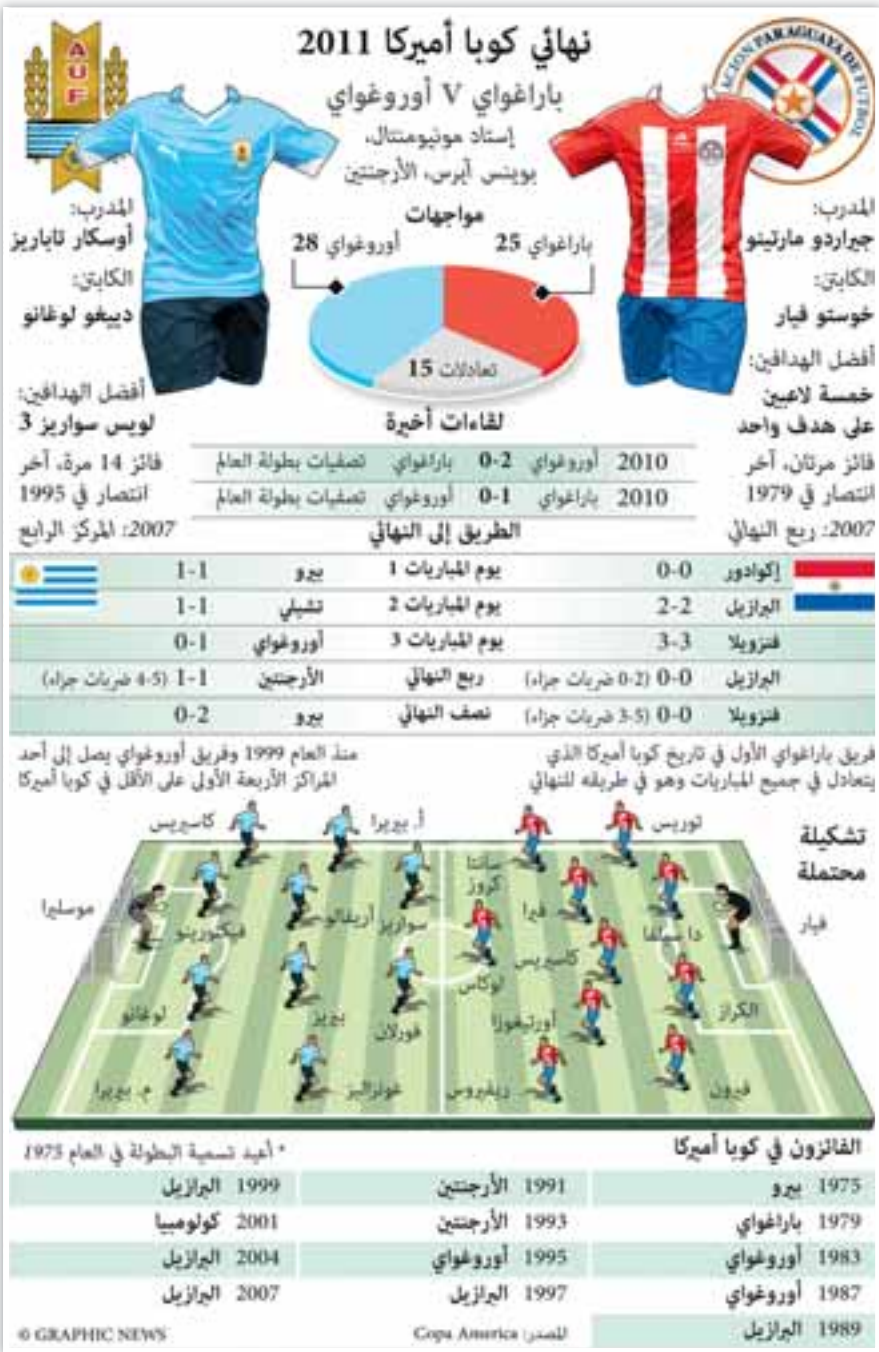 نهائي كوبا أميركا 2011
باراغواي V أوروغواي
إستاد مونيومنتال،
بوينس آيرس، الأرجنتين
ACION PARAGUAYA DE FUTBOL
AUF
المدرب:
جيراردو مارتينو
الكابتن:
خوستو فيار
أفضل الهدافين:
خمسة لاعبين
على هدف واحد
فائز مرتان، آخر
انتصار في 1979
2007: ربع النهائي
المدرب:
أوسكار تاباريز
الكابتن:
دييغو لوغانو
أفضل الهدافين:
لويس سواريز 3
فائز 14 مرة، آخر
انتصار في 1995
2007: المركز الرابع
مواجهات
باراغواي 25
أوروغواي 28
تعادلات 15
لقاءات أخيرة
2010 أوروغواي 2-0 باراغواي تصفيات بطولة العالم
2010 باراغواي 1-0 أوروغواي تصفيات بطولة العالم
الطريق إلى النهائي
إكوادور 0-0 يوم المباريات 1 بيرو 1-1
البرازيل 2-2 يوم المباريات 2 تشيلي 1-1
فنزويلا 3-3 يوم المباريات 3 أوروغواي 1-0
البرازيل 0-0 (2-0 ضربات جزاء) ربع النهائي الأرجنتين 1-1 (5-4 ضربات جزاء)
فنزويلا 0-0 (5-3 ضربات جزاء) نصف النهائي بيرو 2-0
فريق باراغواي الأول في تاريخ كوبا أميركا الذي
يتعادل في جميع المباريات وهو في طريقه للنهائي
منذ العام 1999 وفريق أوروغواي يصل إلى أحد
المراكز الأربعة الأولى على الأقل في كوبا أميركا
تشكيلة
محتملة
توريس
أ. بيريرا
كاسيريس
سانتا
كروز
فيار
دا سيلفا
فيرا
سواريز
أريفالو
فيكتورينو
موسليرا
كاسيريس
لوكاس
الكراز
أورتيغوزا
فورلان
بيريز
لوغانو
فيرون
ريفيروس
غونزاليز
م. بيريرا
الفائزون في كوبا أميركا
* أعيد تسمية البطولة في العام 1975
1975 بيرو
1979 باراغواي
1983 أوروغواي
1987 أوروغواي
1989 البرازيل
1991 الأرجنتين
1993 الأرجنتين
1995 أوروغواي
1997 البرازيل
1999 البرازيل
2001 كولومبيا
2004 البرازيل
2007 البرازيل
المصدر: Copa America
© GRAPHIC NEWS